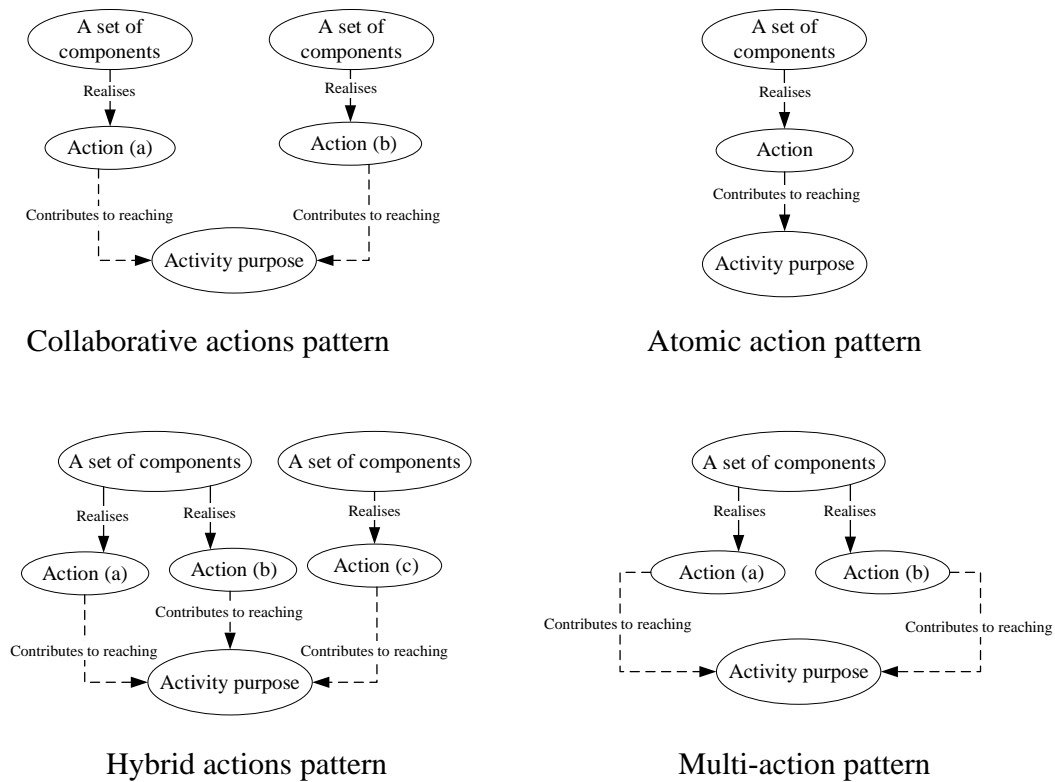 A set of
components
Realises
Action (a)
Contributes to reaching
A set of
components
Realises
Action (b)
Contributes to reaching
Activity purpose
Collaborative actions pattern
A set of
components
Realises
Action
Contributes to reaching
Activity purpose
Atomic action pattern
A set of components
Realises
Realises
Action (a)
Action (b)
Contributes to reaching
Contributes to reaching
A set of components
Realises
Action (c)
Contributes to reaching
Activity purpose
Hybrid actions pattern
A set of components
Realises
Realises
Action (a)
Action (b)
Contributes to reaching
Contributes to reaching
Activity purpose
Multi-action pattern